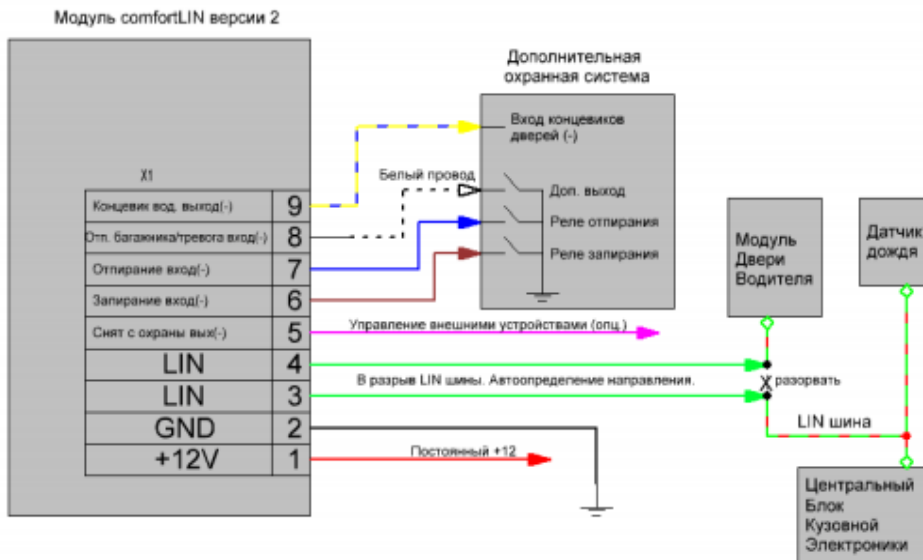 Модуль comfortLIN версии 2
Дополнительная
охранная система
Вход концевиков
дверей (-)
Белый провод
Доп. выход
Реле отпирания
Реле запирания
X1
Концевик вод. выход(-) 9
Отп. багажника/тревога вход(-) 8
Отпирание вход(-) 7
Запирание вход(-) 6
Снят с охраны вых(-) 5
LIN 4
LIN 3
GND 2
+12V 1
Управление внешними устройствами (опц.)
В разрыв LIN шины. Автоопределение направления.
Постоянный +12
Модуль
Двери
Водителя
Датчик
дождя
X разорвать
LIN шина
Центральный
Блок
Кузовной
Электроники